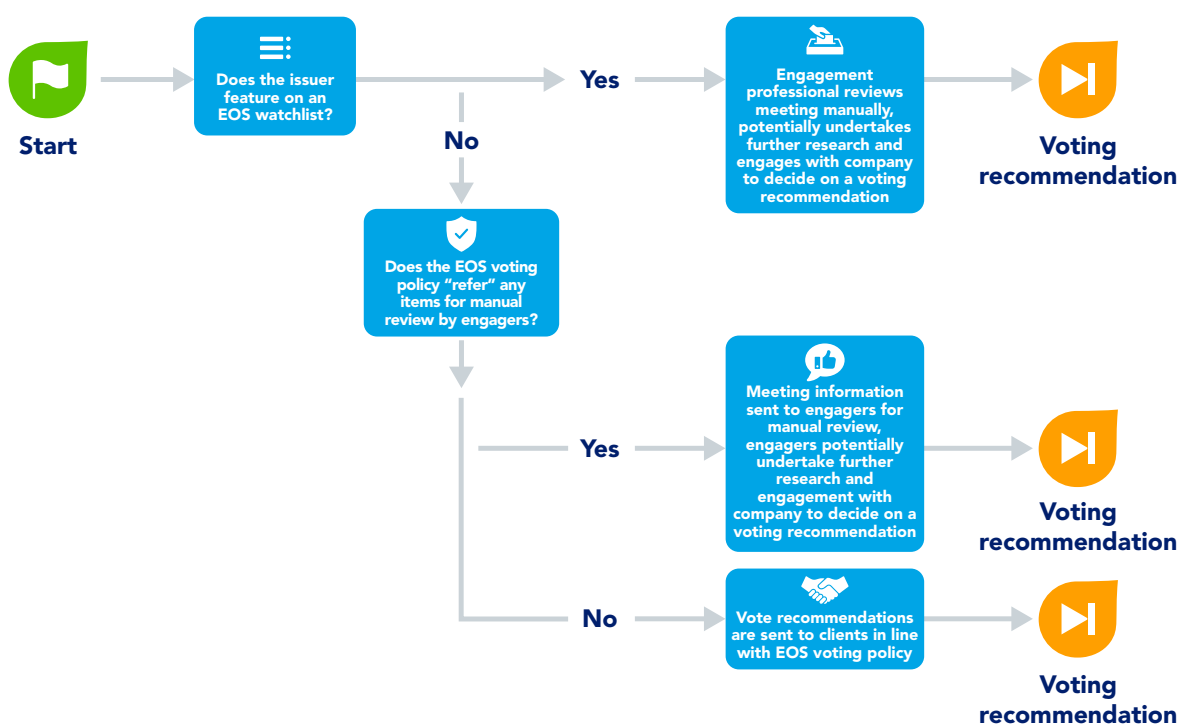 Start
Does the issuer
feature on an
EOS watchlist?
Yes
Engagement
professional reviews
meeting manually,
potentially undertakes
further research and
engages with company
to decide on a voting
recommendation
Voting
recommendation
No
Does the EOS voting
policy “refer” any
items for manual
review by engagers?
Yes
Meeting information
sent to engagers for
manual review,
engagers potentially
undertake further
research and
engagement with
company to decide on a
voting recommendation
Voting
recommendation
No
Vote recommendations
are sent to clients in line
with EOS voting policy
Voting
recommendation